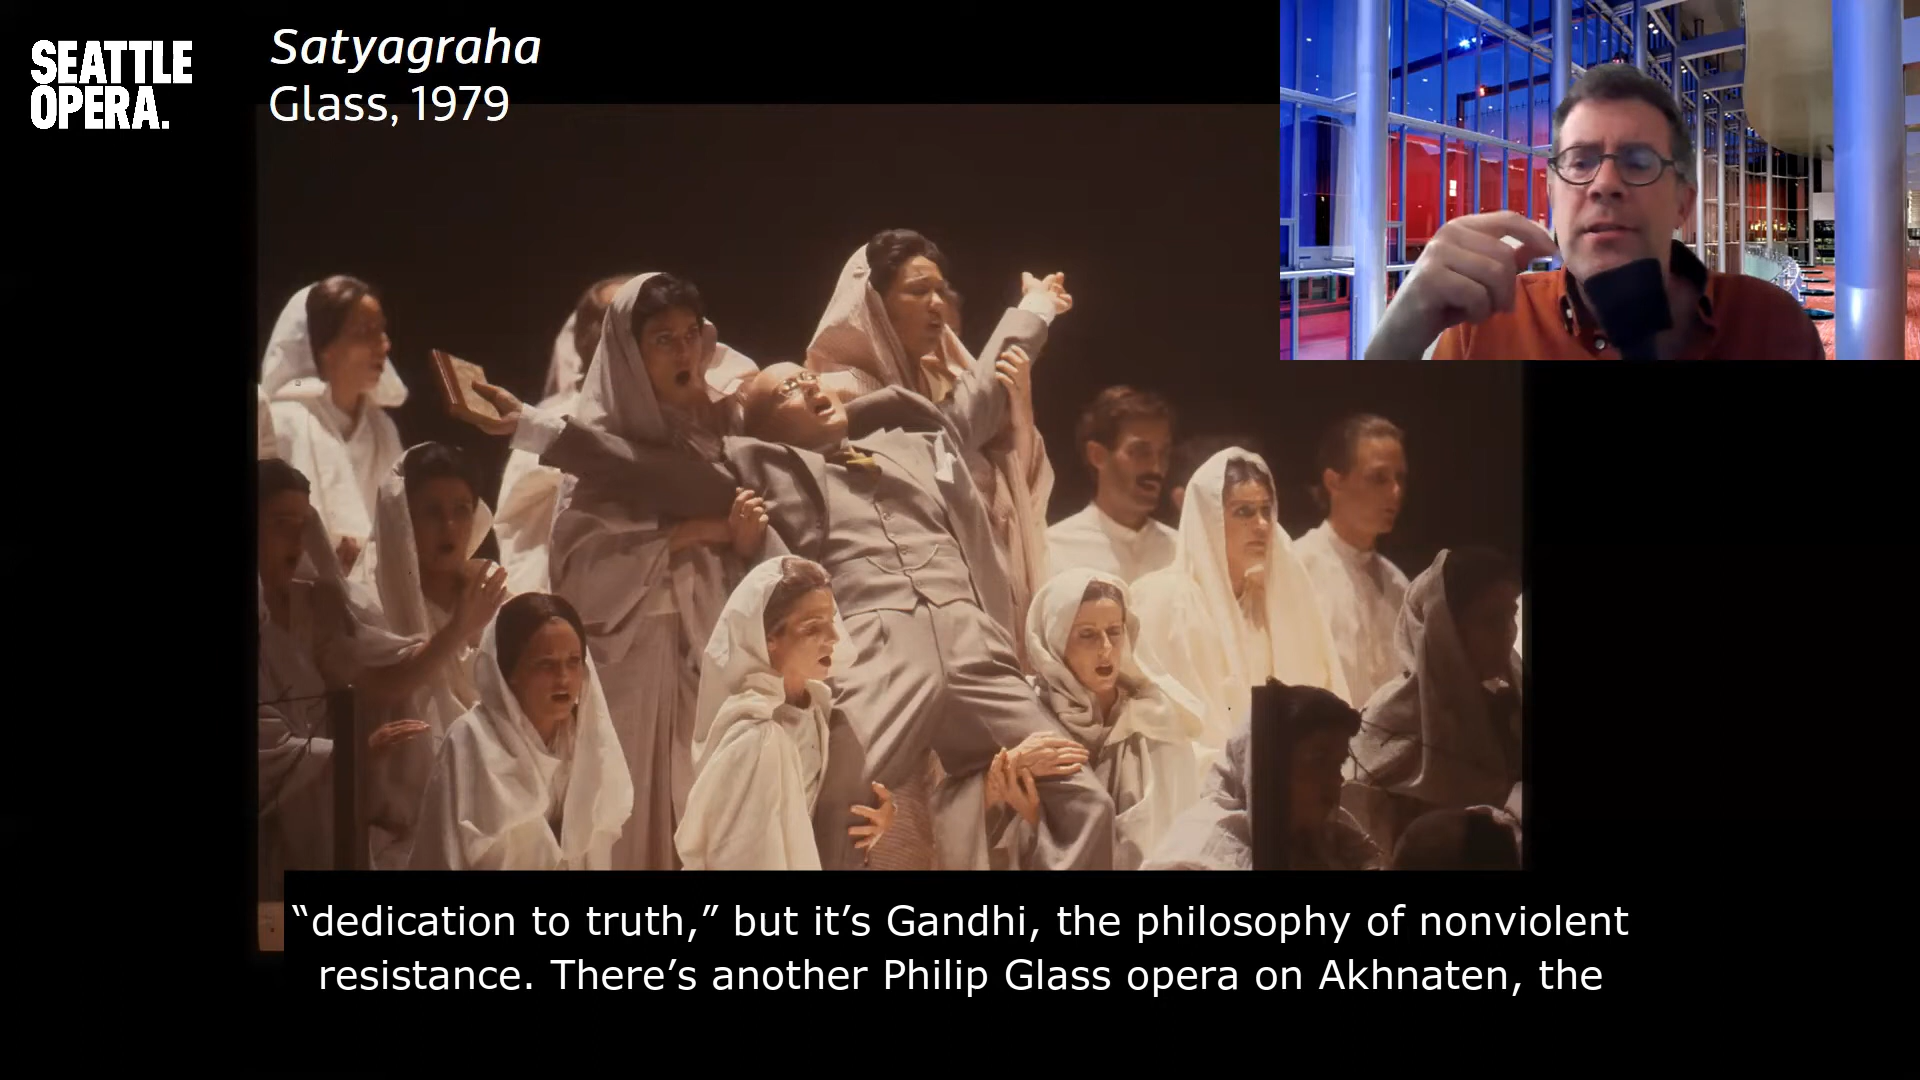 SEATTLE
OPERA.
Satyagraha
Glass, 1979
“dedication to truth,” but it’s Gandhi, the philosophy of nonviolent
resistance. There’s another Philip Glass opera on Akhnaten, the